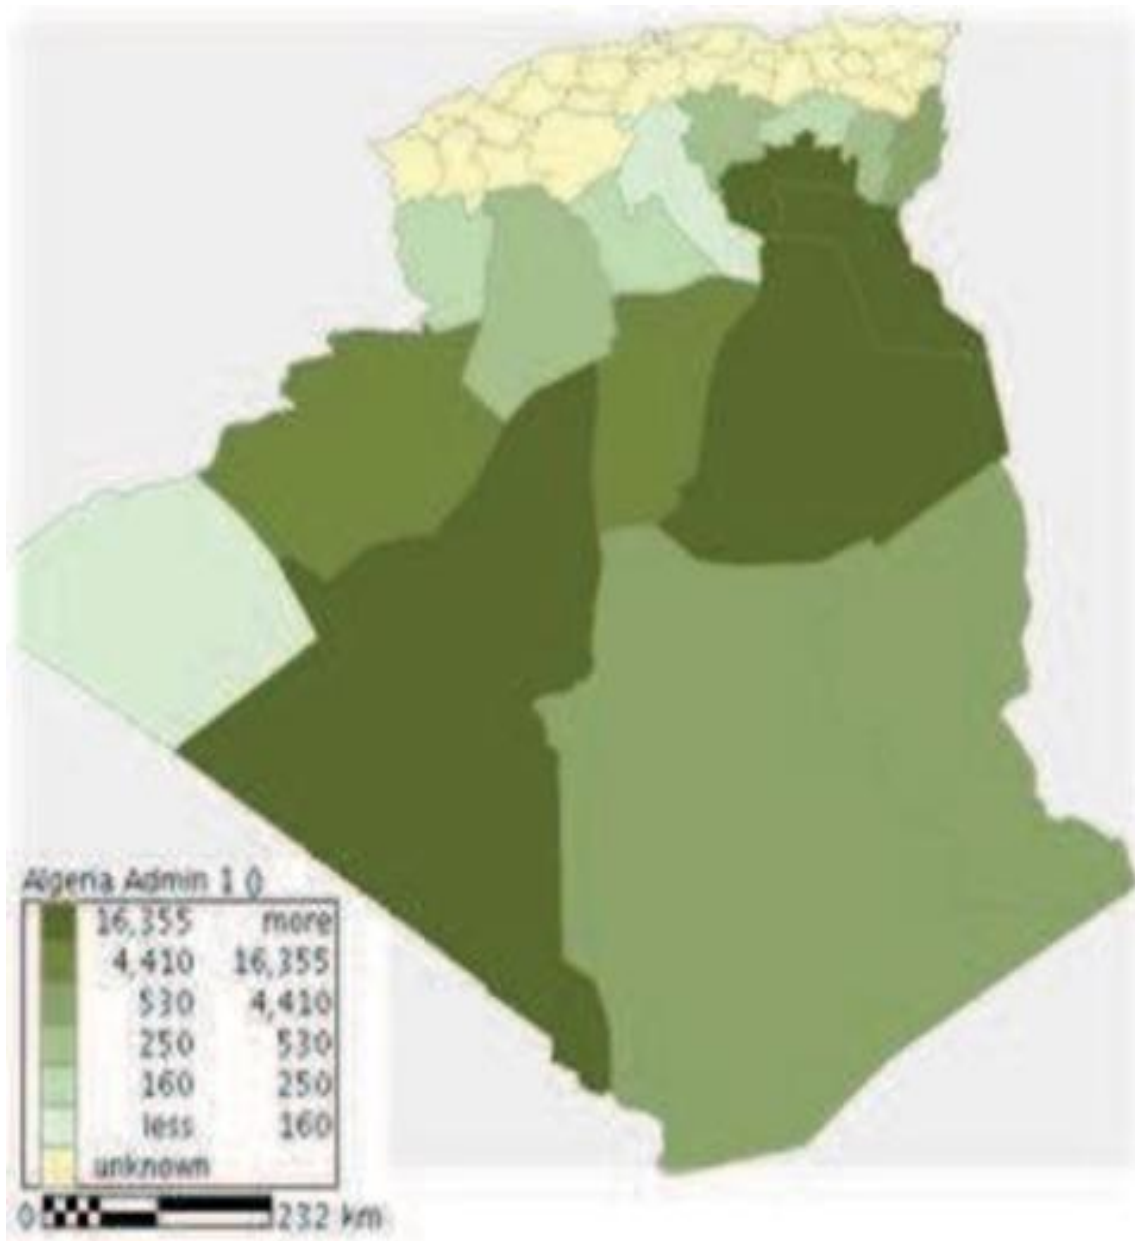 Algeria Admin 1 ()
16,355 more
4,410 16,355
530 4,410
250 530
160 250
less 160
unknown
0 232 km